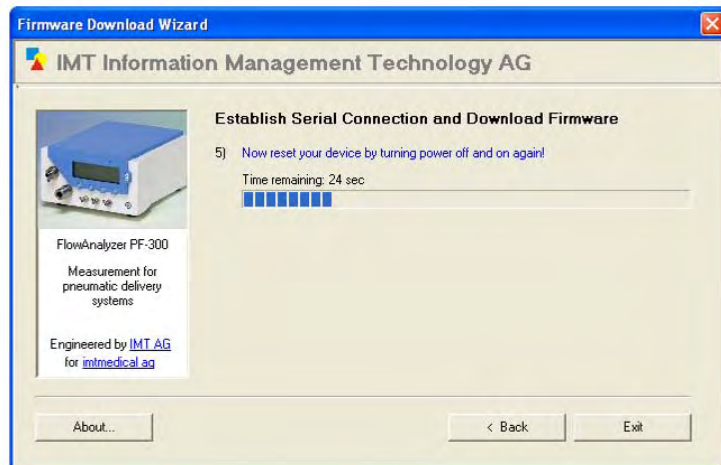 Firmware Download Wizard
IMT Information Management Technology AG
Establish Serial Connection and Download Firmware
5) Now reset your device by turning power off and on again!
Time remaining: 24 sec
FlowAnalyzer PF-300
Measurement for
pneumatic delivery
systems
Engineered by IMT AG
for imtmedical ag
About...
< Back
Exit